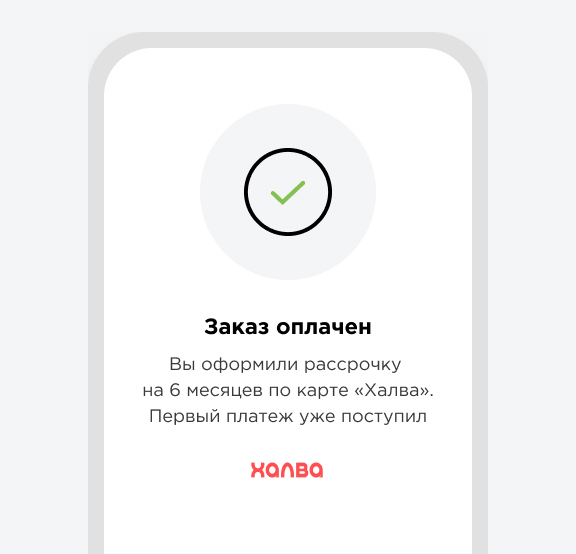 Заказ оплачен
Вы оформили рассрочку
на 6 месяцев по карте «Халва».
Первый платеж уже поступил
халва